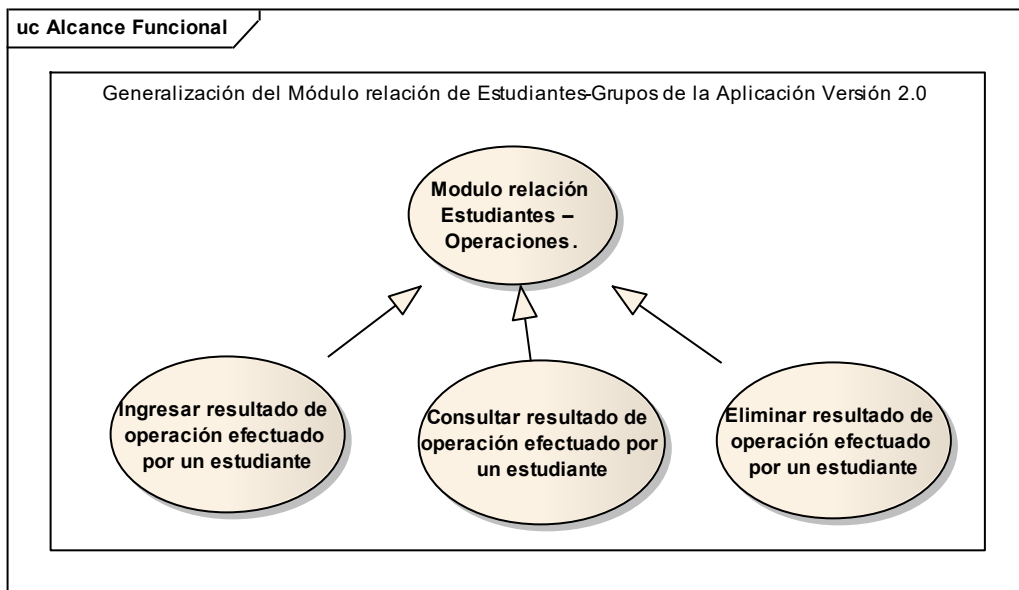 uc Alcance Funcional
Generalización del Módulo relación de Estudiantes-Grupos de la Aplicación Versión 2.0
Modulo relación
Estudiantes –
Operaciones.
Ingresar resultado de
operación efectuado
por un estudiante
Consultar resultado de
operación efectuado por
un estudiante
Eliminar resultado de
operación efectuado
por un estudiante